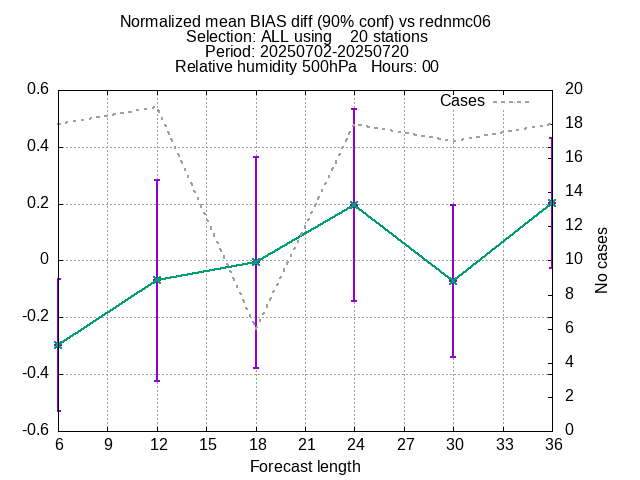 Normalized mean BIAS diff (90% conf) vs rednmc06
Selection: ALL using    20 stations
Period: 20250702-20250720
Relative humidity 500hPa   Hours: 00
Cases
0.6
0.4
0.2
0
-0.2
-0.4
-0.6
20
18
16
14
12
10
8
6
4
2
0
No cases
6 9 12 15 18 21 24 27 30 33 36
Forecast length